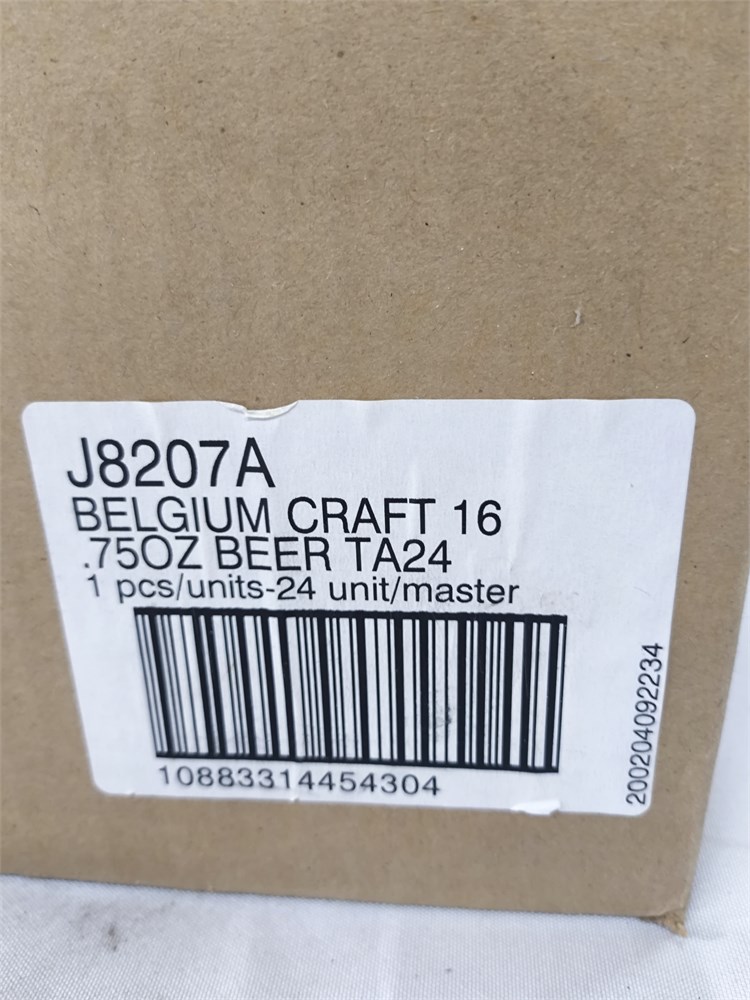 J8207A
BELGIUM CRAFT 16
.75OZ BEER TA24
1 pcs/units-24 unit/master
10883314454304
200204092234